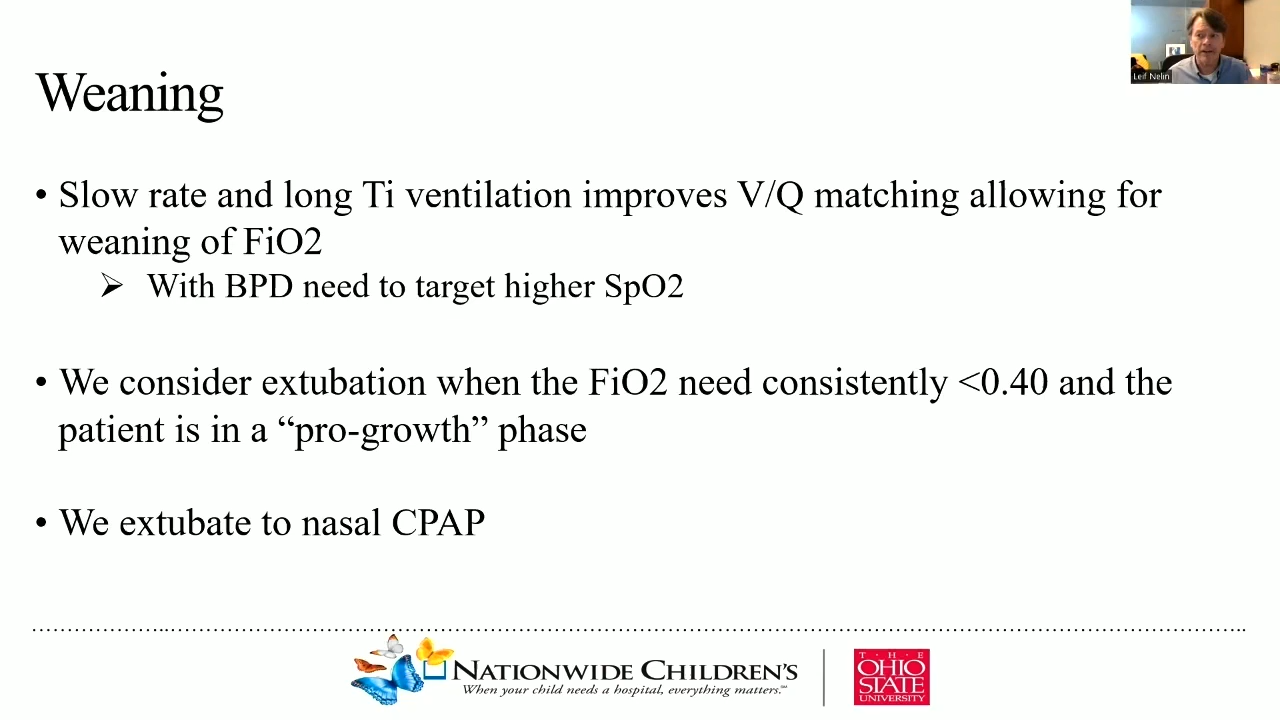 Leif Nelin
Weaning
• Slow rate and long Ti ventilation improves V/Q matching allowing for
weaning of FiO2
➢ With BPD need to target higher SpO2
• We consider extubation when the FiO2 need consistently <0.40 and the
patient is in a “pro-growth” phase
• We extubate to nasal CPAP
NATIONWIDE CHILDREN'S
When your child needs a hospital, everything matters.℠
THE
OHIO
STATE
UNIVERSITY